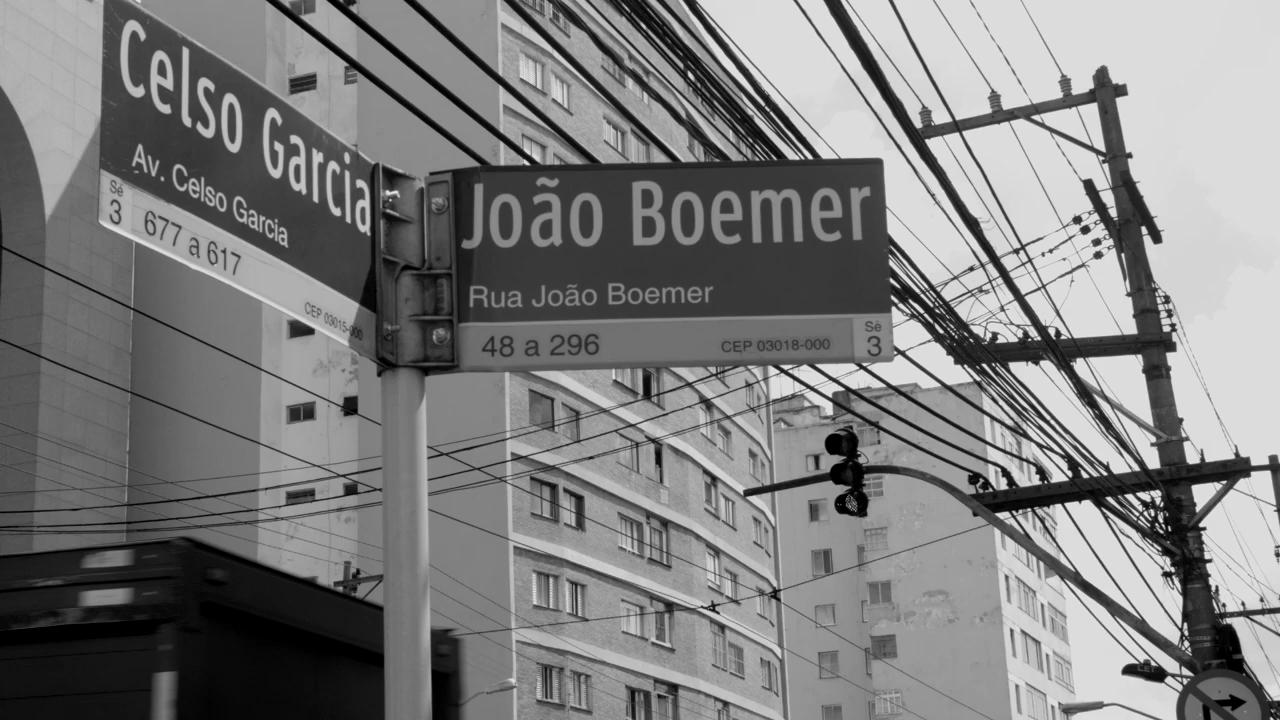 Celso Garcia
Av. Celso Garcia
Sé
3
677 a 617
CEP 03015-000
João Boemer
Rua João Boemer
48 a 296
CEP 03018-000
Sè
3